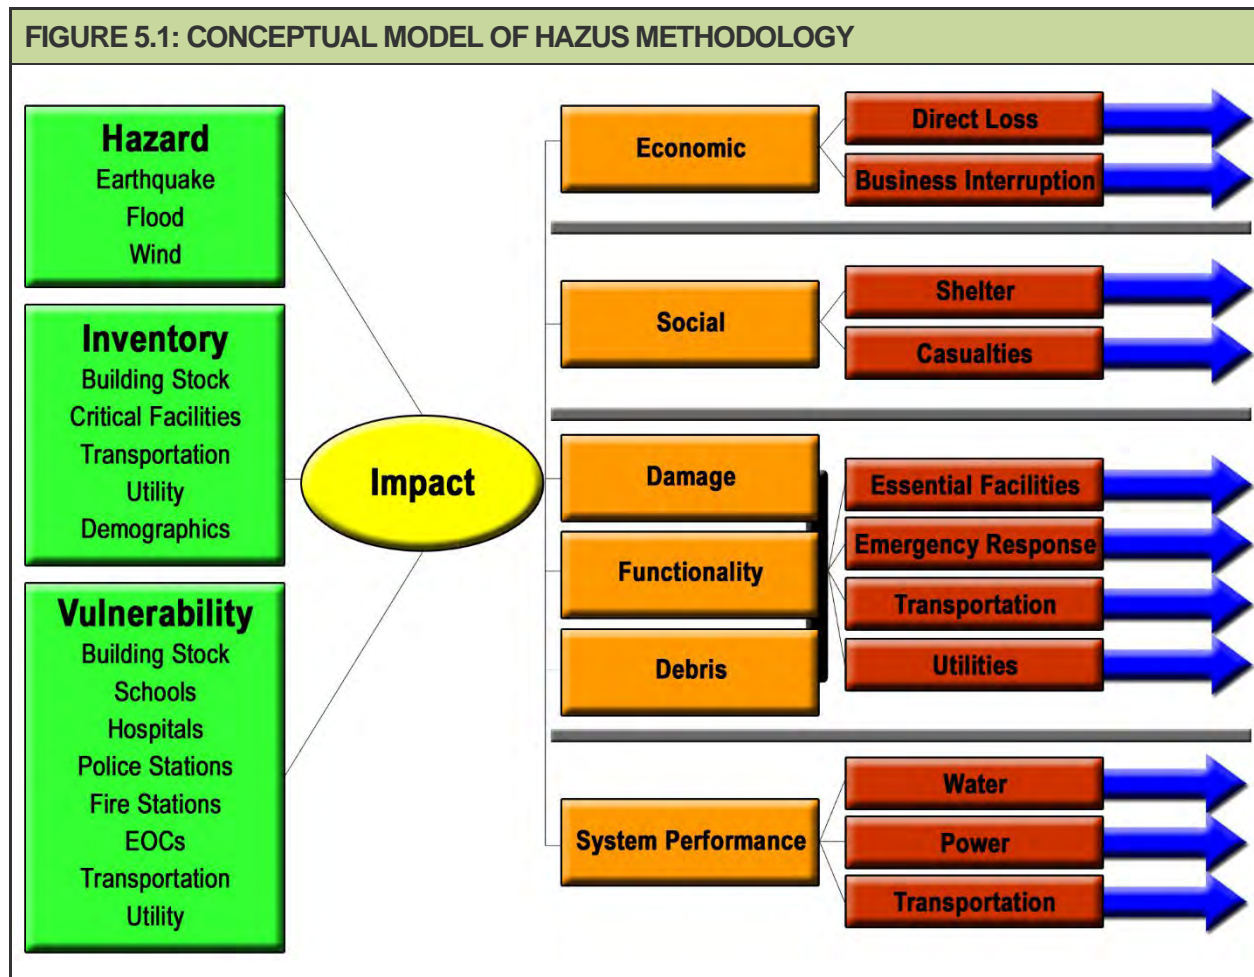 FIGURE 5.1: CONCEPTUAL MODEL OF HAZUS METHODOLOGY
Hazard
Earthquake
Flood
Wind
Inventory
Building Stock
Critical Facilities
Transportation
Utility
Demographics
Vulnerability
Building Stock
Schools
Hospitals
Police Stations
Fire Stations
EOCs
Transportation
Utility
Impact
Economic
Direct Loss
Business Interruption
Social
Shelter
Casualties
Damage
Functionality
Debris
Essential Facilities
Emergency Response
Transportation
Utilities
System Performance
Water
Power
Transportation